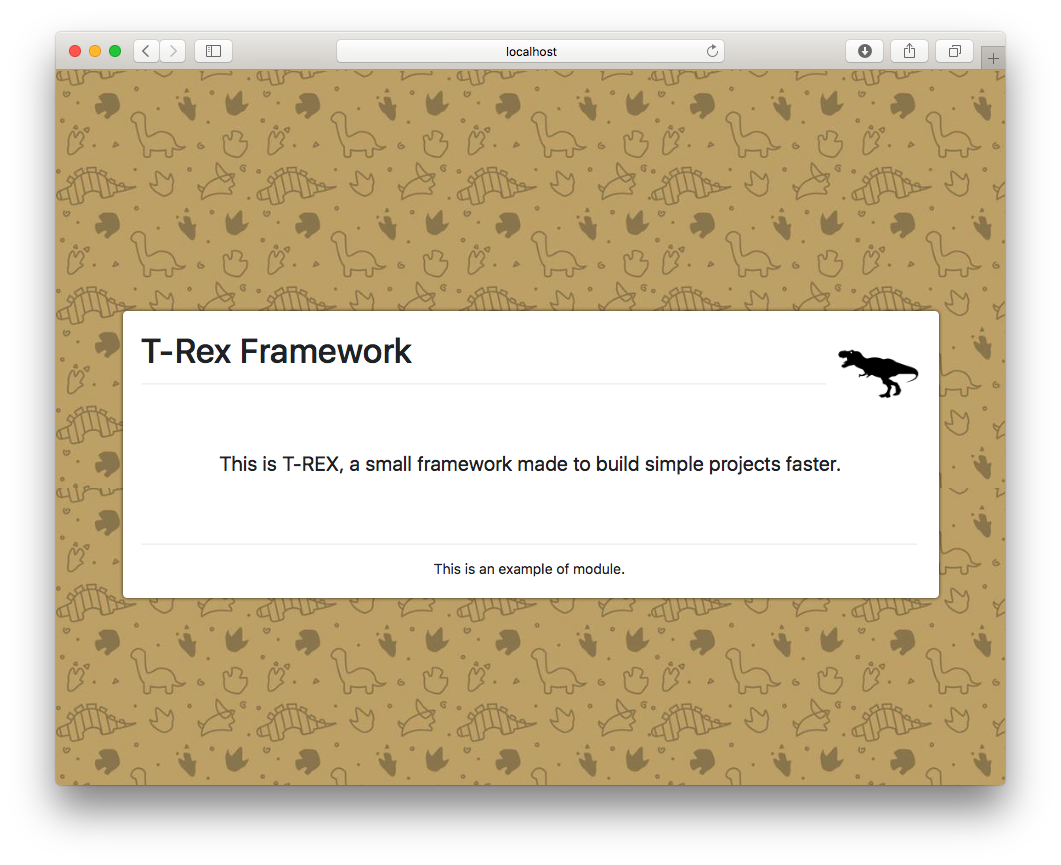 localhost
T-Rex Framework
This is T-REX, a small framework made to build simple projects faster.
This is an example of module.